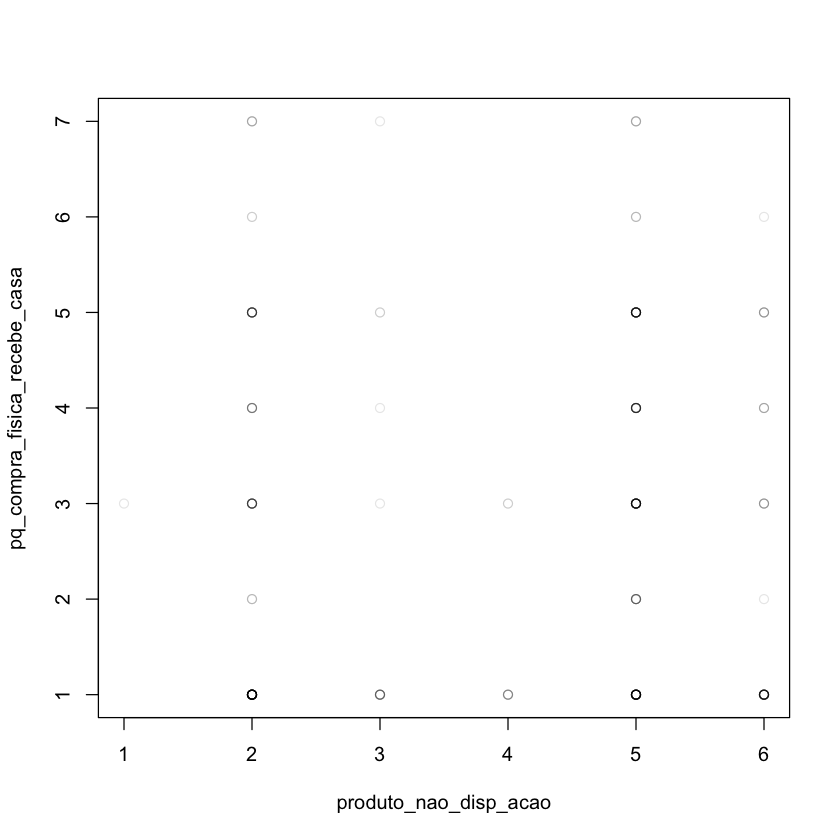 pq_compra_fisica_recebe_casa
7
6
5
4
3
2
1
1 2 3 4 5 6
produto_nao_disp_acao